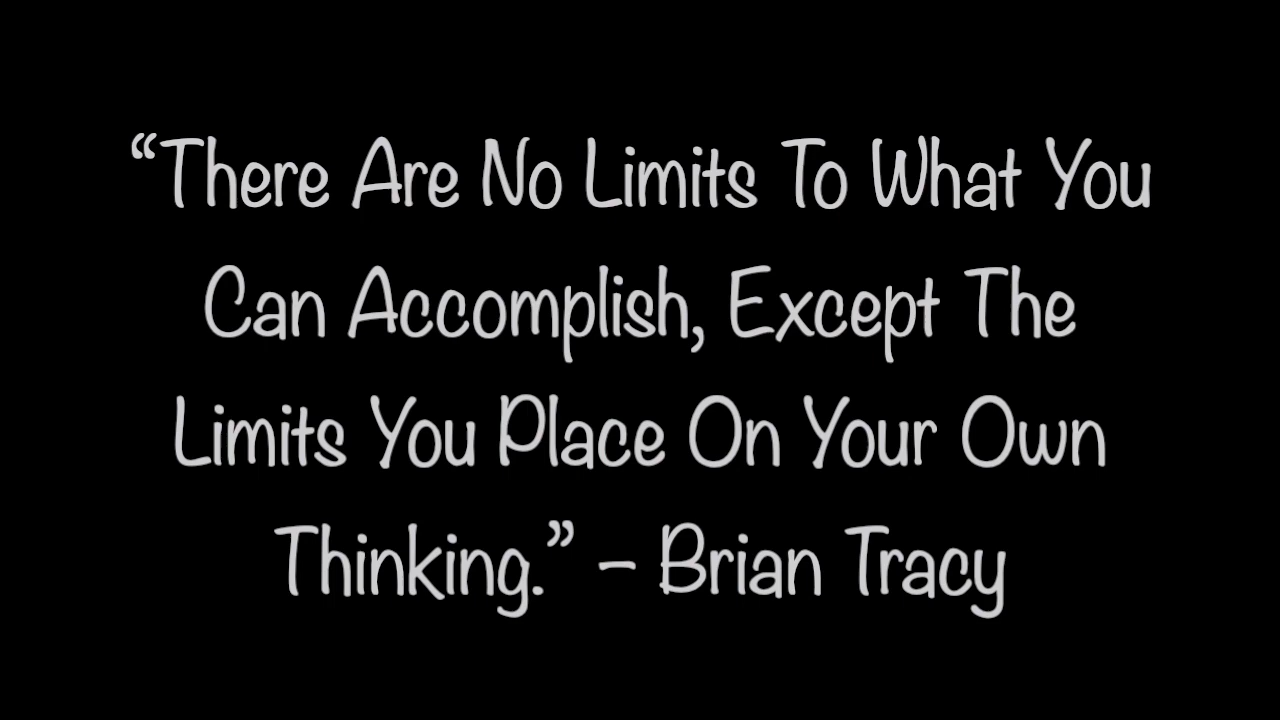 “There Are No Limits To What You
Can Accomplish, Except The
Limits You Place On Your Own
Thinking.” – Brian Tracy